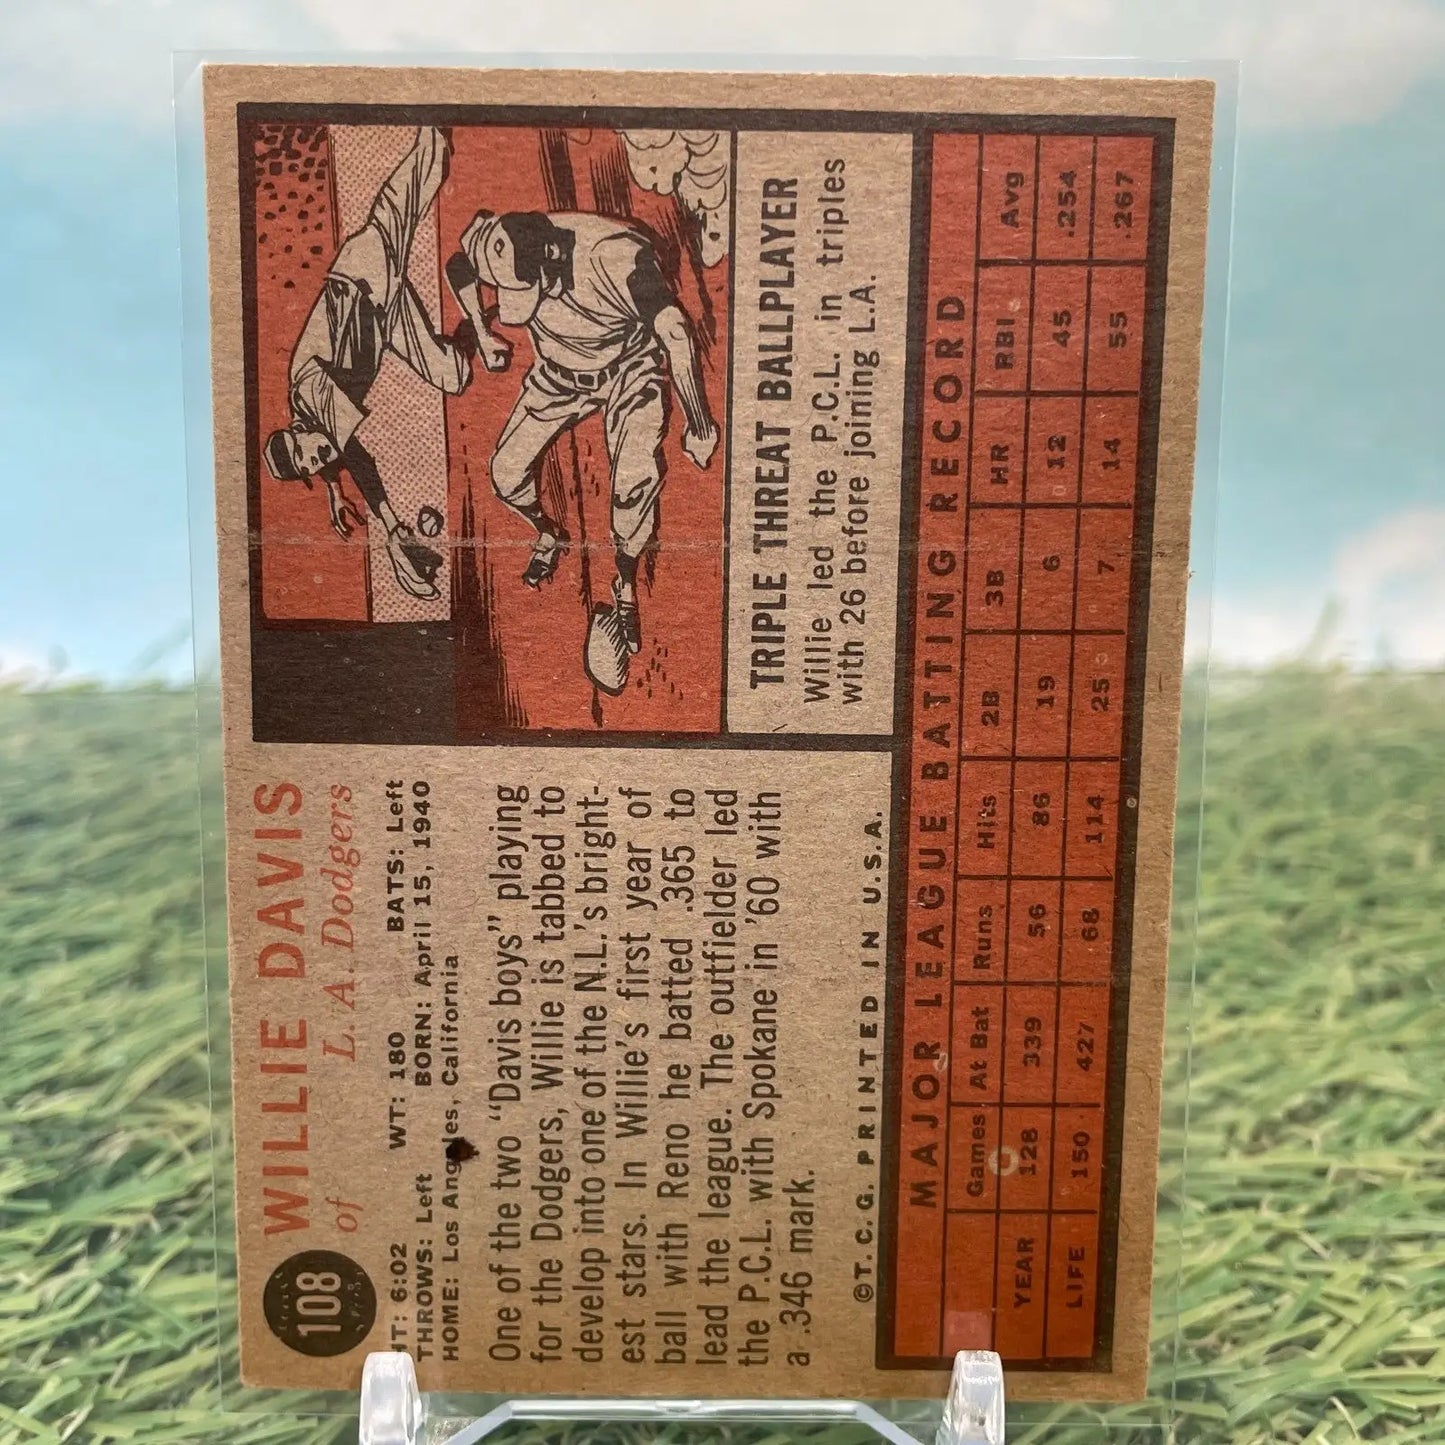 108
WILLIE DAVIS
of L. A. Dodgers
HT: 6:02 WT: 180 BATS: Left
THROWS: Left BORN: April 15, 1940
HOME: Los Angeles, California
One of the two "Davis boys" playing
for the Dodgers, Willie is tabbed to
develop into one of the N.L.'s bright-
est stars. In Willie's first year of
ball with Reno he batted .365 to
lead the league. The outfielder led
the P.C.L. with Spokane in '60 with
a .346 mark.
©T. C. G. PRINTED IN U.S.A.
TRIPLE THREAT BALLPLAYER
Willie led the P.C.L. in triples
with 26 before joining L.A.
MAJOR LEAGUE BATTING RECORD
Games At Bat Runs Hits 2B 3B HR RBI Avg
YEAR 128 339 56 86 19 6 12 45 .254
LIFE 150 427 68 114 25 7 14 55 .267